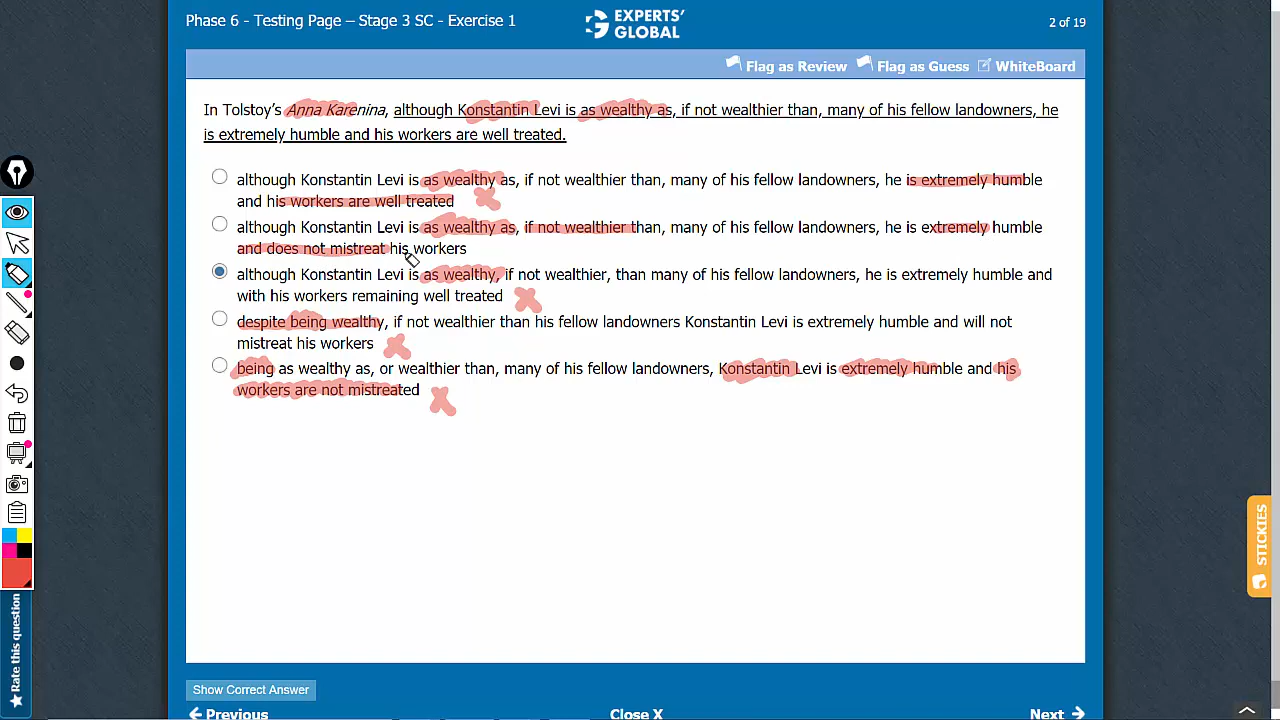 Phase 6 - Testing Page – Stage 3 SC - Exercise 1
EXPERTS'
GLOBAL
2 of 19
Flag as Review
Flag as Guess
WhiteBoard
In Tolstoy's Anna Karenina, although Konstantin Levi is as wealthy as, if not wealthier than, many of his fellow landowners, he
is extremely humble and his workers are well treated.
although Konstantin Levi is as wealthy as, if not wealthier than, many of his fellow landowners, he is extremely humble
and his workers are well treated
although Konstantin Levi is as wealthy as, if not wealthier than, many of his fellow landowners, he is extremely humble
and does not mistreat his workers
although Konstantin Levi is as wealthy, if not wealthier, than many of his fellow landowners, he is extremely humble and
with his workers remaining well treated
despite being wealthy, if not wealthier than his fellow landowners Konstantin Levi is extremely humble and will not
mistreat his workers
being as wealthy as, or wealthier than, many of his fellow landowners, Konstantin Levi is extremely humble and his
workers are not mistreated
STICKIES
Rate this question
Show Correct Answer
Previous
Close X
Next